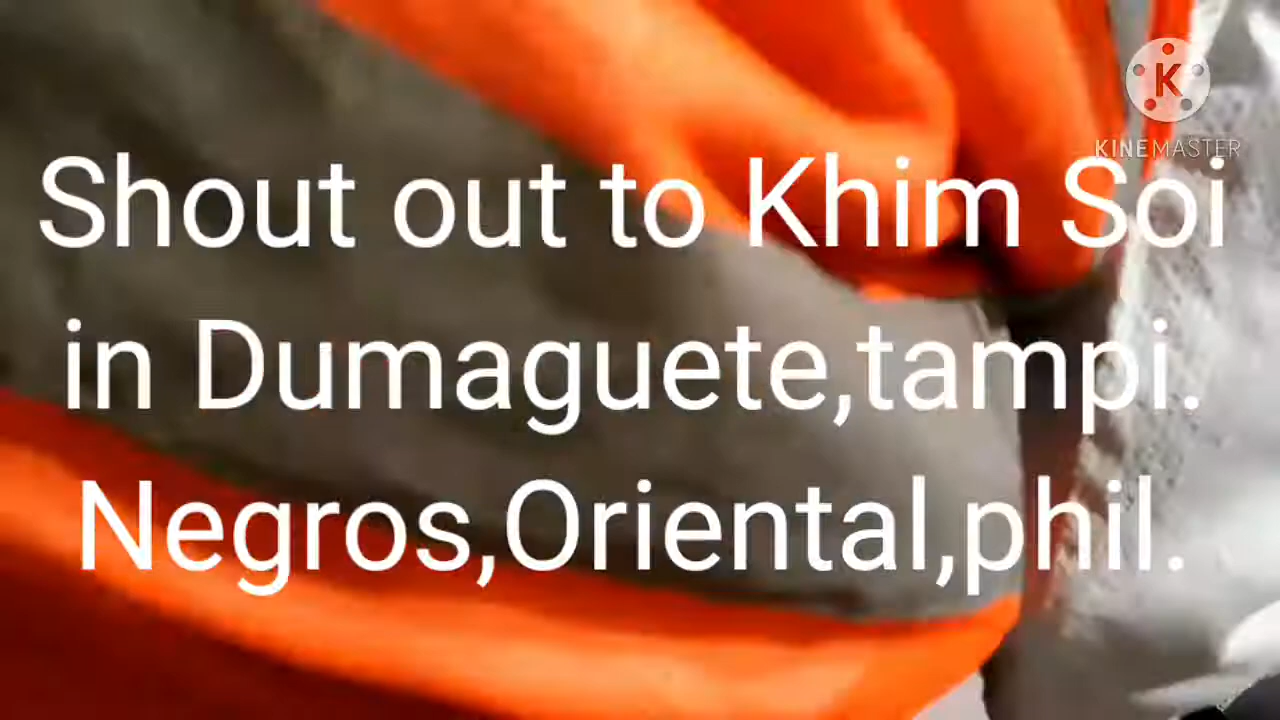 K
KINEMASTER
Shout out to Khim Soi
in Dumaguete,tampi.
Negros,Oriental,phil.